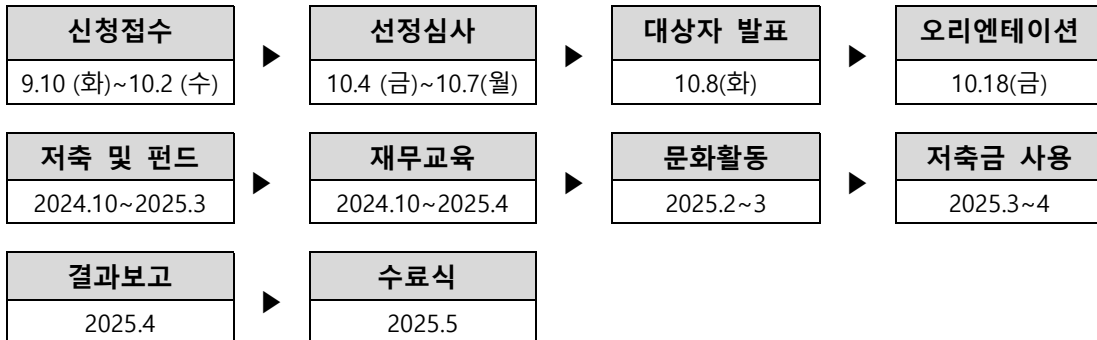 신청접수 ▶ 선정심사 ▶ 대상자 발표 ▶ 오리엔테이션
9.10 (화)~10.2 (수) 10.4 (금)~10.7(월) 10.8(화) 10.18(금)
저축 및 펀드 ▶ 재무교육 ▶ 문화활동 ▶ 저축금 사용
2024.10~2025.3 2024.10~2025.4 2025.2~3 2025.3~4
결과보고 ▶ 수료식
2025.4 2025.5